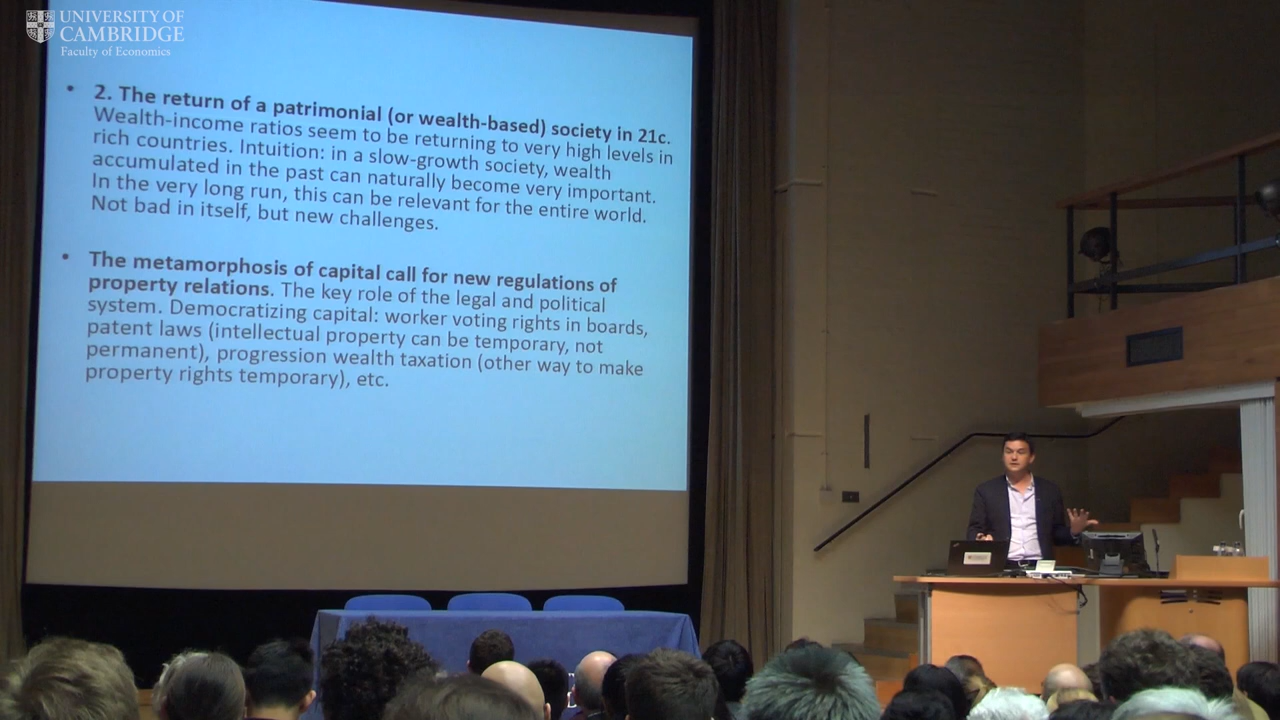 UNIVERSITY OF
CAMBRIDGE
Faculty of Economics
• 2. The return of a patrimonial (or wealth-based) society in 21c.
Wealth-income ratios seem to be returning to very high levels in
rich countries. Intuition: in a slow-growth society, wealth
accumulated in the past can naturally become very important.
In the very long run, this can be relevant for the entire world.
Not bad in itself, but new challenges.
• The metamorphosis of capital call for new regulations of
property relations. The key role of the legal and political
system. Democratizing capital: worker voting rights in boards,
patent laws (intellectual property can be temporary, not
permanent), progression wealth taxation (other way to make
property rights temporary), etc.